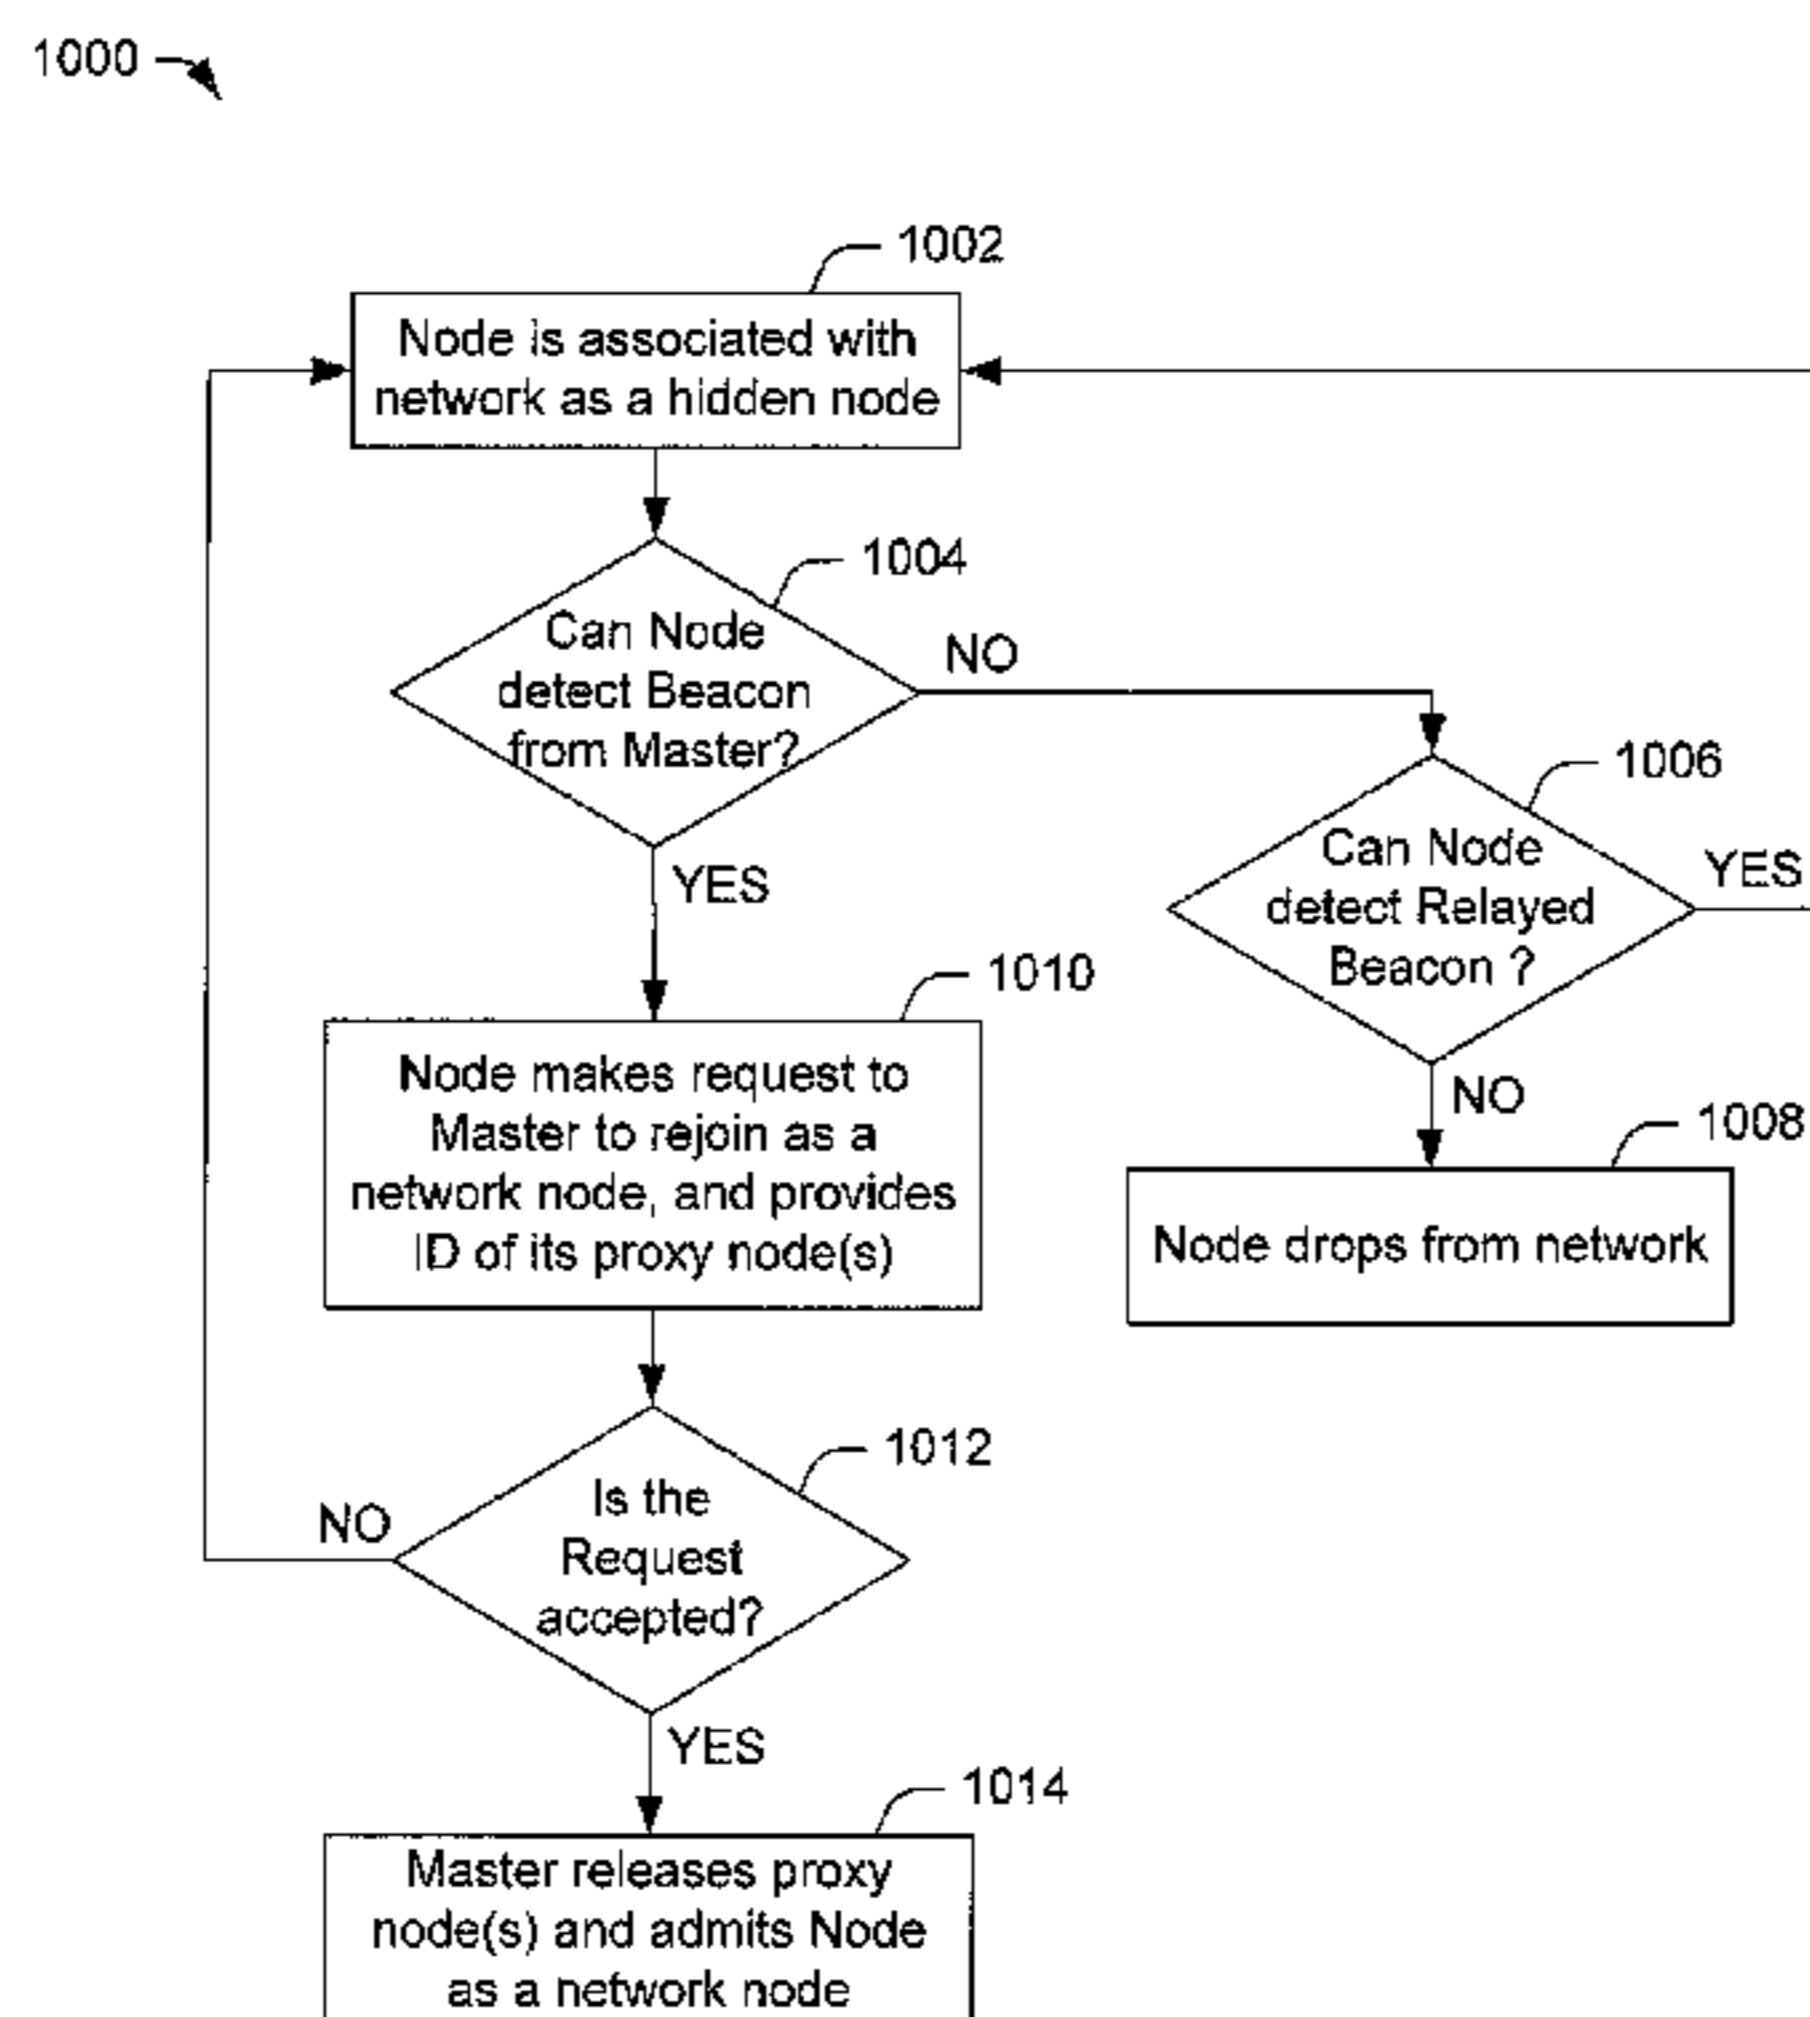 1000
1002
Node is associated with
network as a hidden node
1004
Can Node
detect Beacon
from Master?
NO
YES
1006
Can Node
detect Relayed
Beacon ?
YES
NO
1008
Node drops from network
1010
Node makes request to
Master to rejoin as a
network node, and provides
ID of its proxy node(s)
1012
Is the
Request
accepted?
NO
YES
1014
Master releases proxy
node(s) and admits Node
as a network node